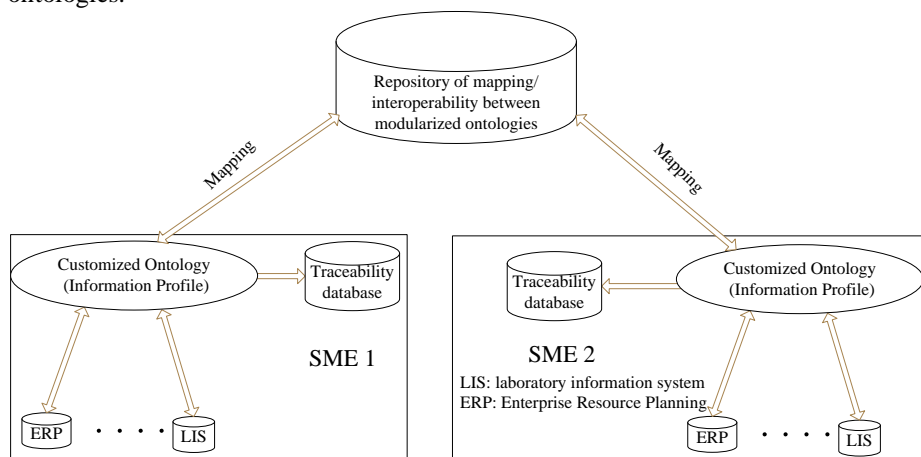 ontologies.
Repository of mapping/
interoperability between
modularized ontologies
Mapping
Mapping
Customized Ontology
(Information Profile)
Traceability
database
SME 1
ERP
LIS
Traceability
database
Customized Ontology
(Information Profile)
SME 2
LIS: laboratory information system
ERP: Enterprise Resource Planning
ERP
LIS